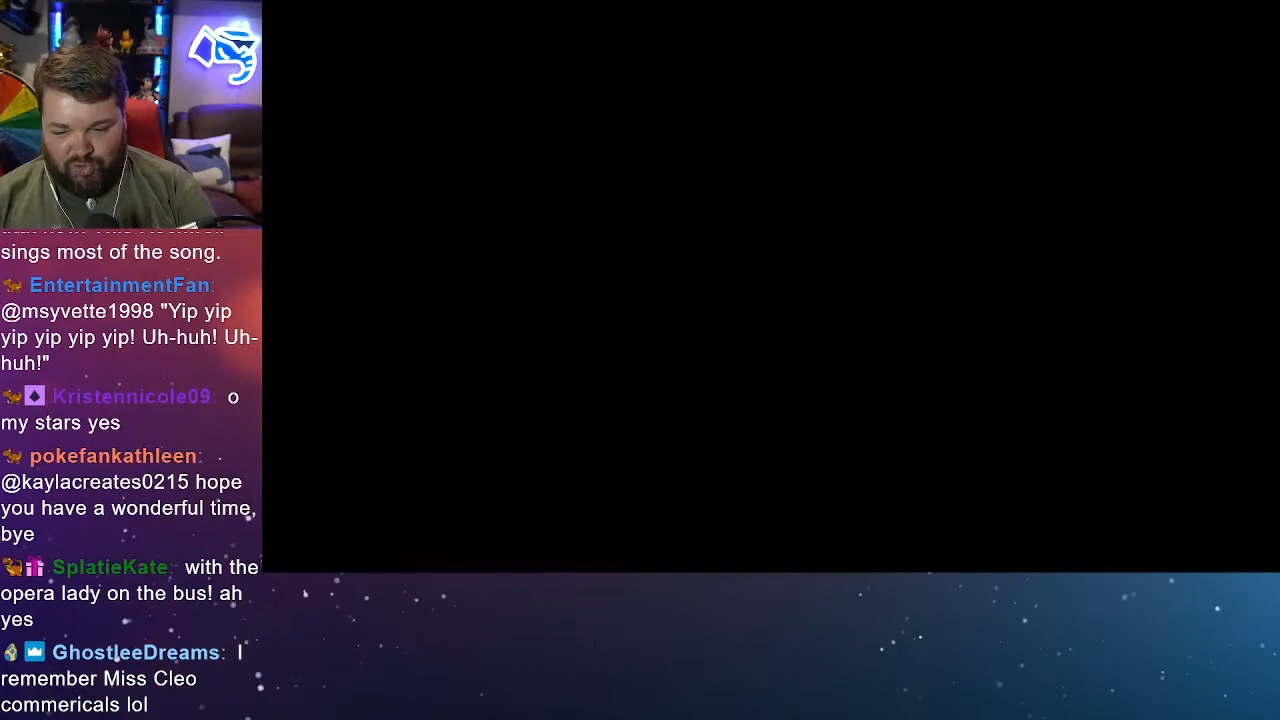 sings most of the song.
EntertainmentFan:
@msyvette1998 "Yip yip
yip yip yip yip! Uh-huh! Uh-
huh!"
Kristennicole09: o
my stars yes
pokefankathleen:
@kaylacreates0215 hope
you have a wonderful time,
bye
SplatieKate: with the
opera lady on the bus! ah
yes
GhostleeDreams: I
remember Miss Cleo
commericals lol